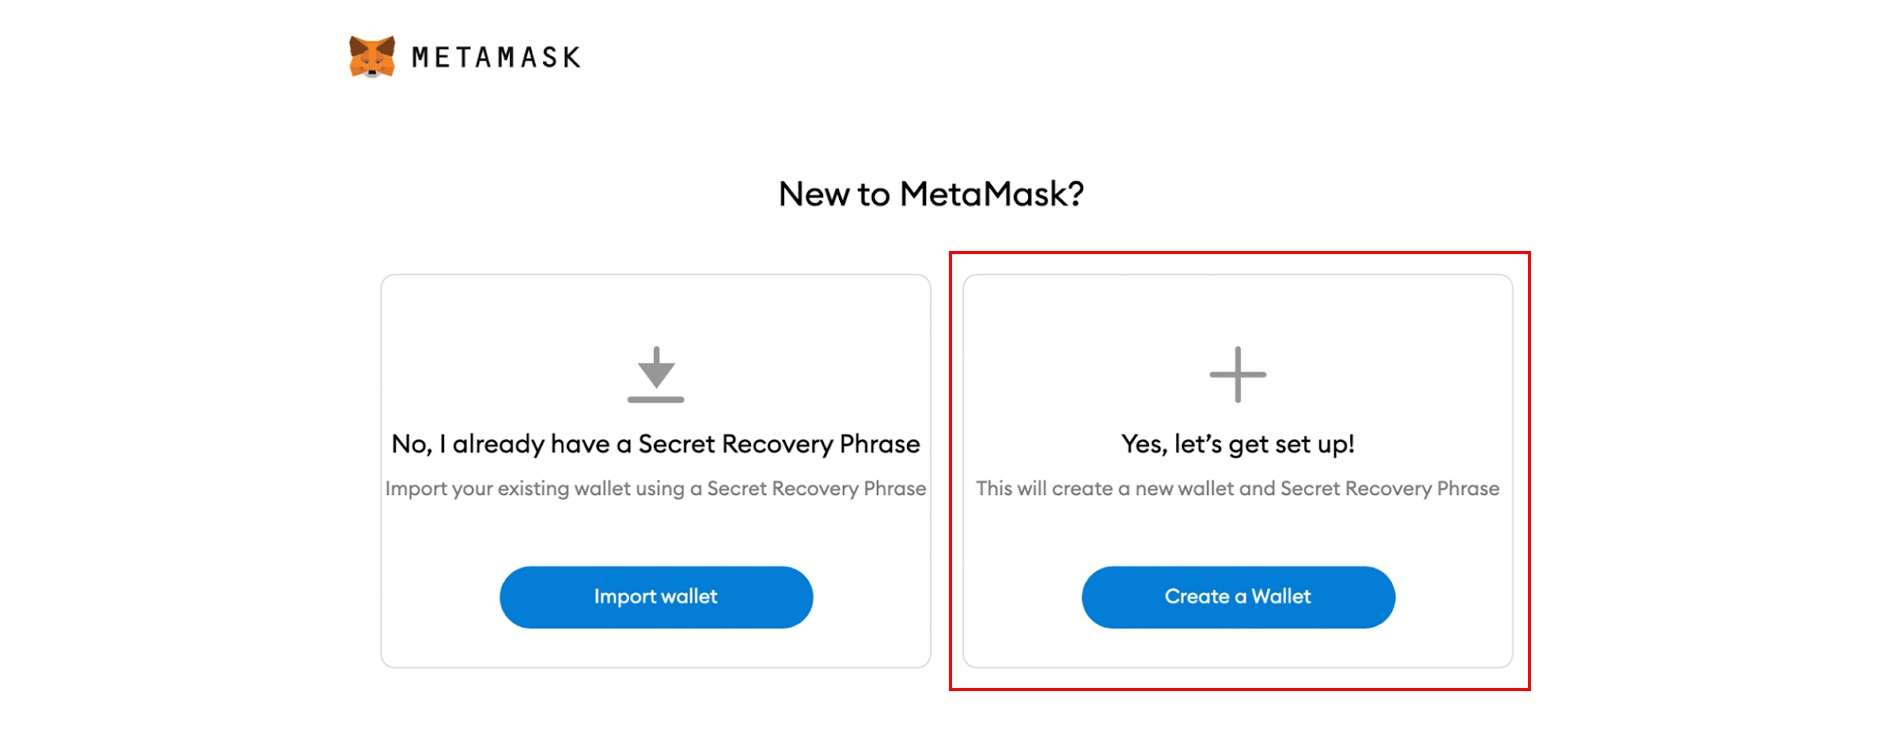 METAMASK
New to MetaMask?
No, I already have a Secret Recovery Phrase
Import your existing wallet using a Secret Recovery Phrase
Import wallet
Yes, let’s get set up!
This will create a new wallet and Secret Recovery Phrase
Create a Wallet